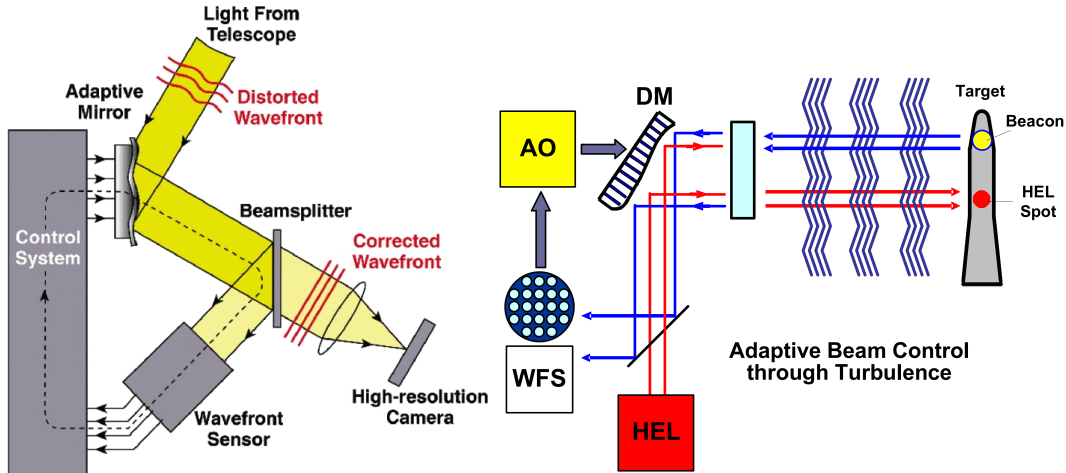 Light From
Telescope
Adaptive
Mirror
Distorted
Wavefront
Control
System
Beamsplitter
Corrected
Wavefront
High-resolution
Camera
Wavefront
Sensor
DM
AO
WFS
HEL
Target
Beacon
HEL
Spot
Adaptive Beam Control
through Turbulence